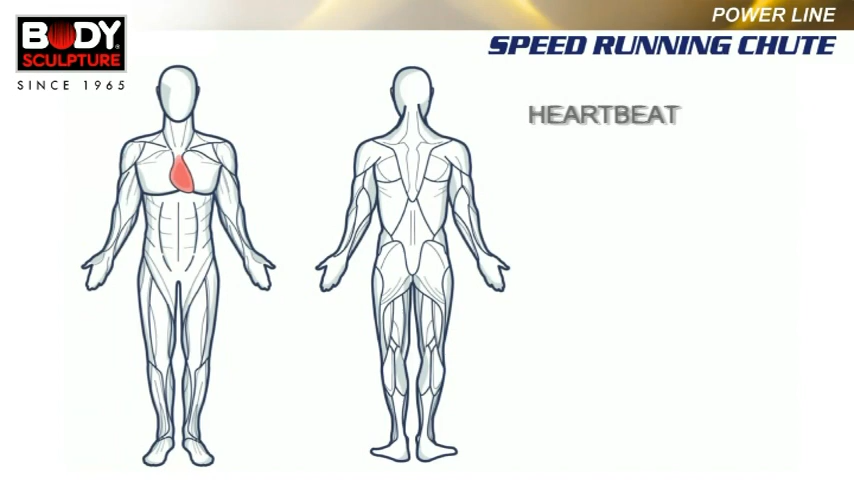 BODY
SCULPTURE®
SINCE 1965
POWER LINE
SPEED RUNNING CHUTE
HEARTBEAT